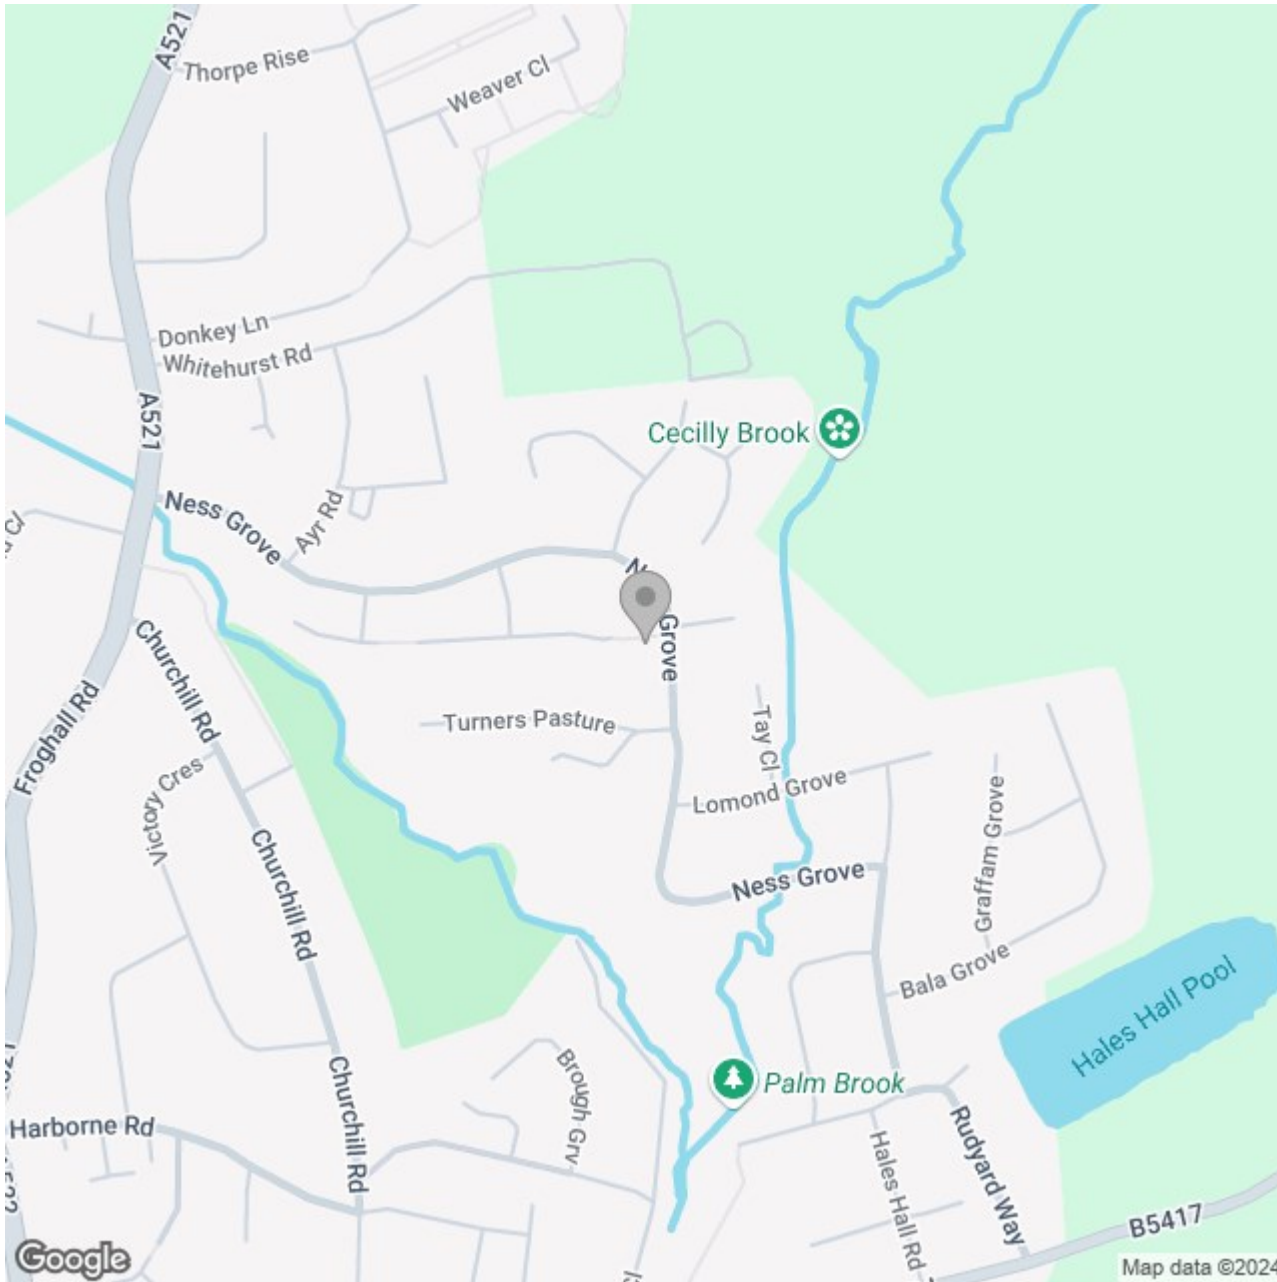 A521
Thorpe Rise
Weaver Cl
Donkey Ln
Whitehurst Rd
A521
Cecilly Brook
Ness Grove
Ayr Rd
Grove
Churchill Rd
Froghall Rd
Turners Pasture
Tay Cl
Victory Cres
Lomond Grove
Churchill Rd
Ness Grove
Graffam Grove
Bala Grove
Hales Hall Pool
Brough Grv
Palm Brook
Churchill Rd
Harborne Rd
Hales Hall Rd
Rudyard Way
B5417
Google
Map data ©2024